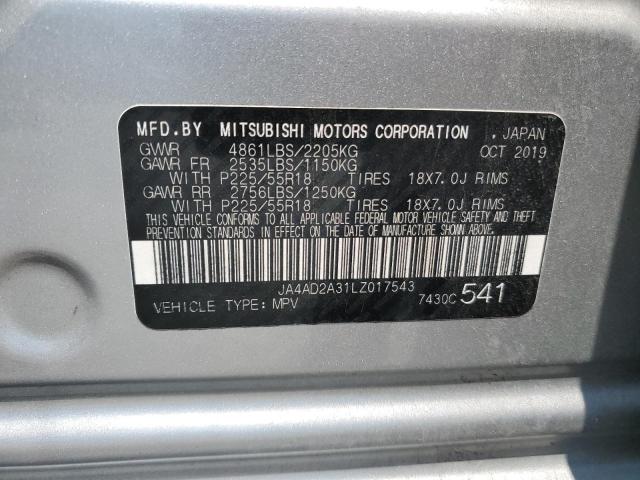 MFD.BY MITSUBISHI MOTORS CORPORATION , JAPAN
GVWR 4861LBS/2205KG OCT 2019
GAWR FR 2535LBS/1150KG
WITH P225/55R18 TIRES 18X7.0J RIMS
GAWR RR 2756LBS/1250KG
WITH P225/55R18 TIRES 18X7.0J RIMS
THIS VEHICLE CONFORMS TO ALL APPLICABLE FEDERAL MOTOR VEHICLE SAFETY AND THEFT
PREVENTION STANDARDS IN EFFECT ON THE DATE OF MANUFACTURE SHOWN ABOVE.
JA4AD2A31LZ017543
VEHICLE TYPE: MPV 7430C 541